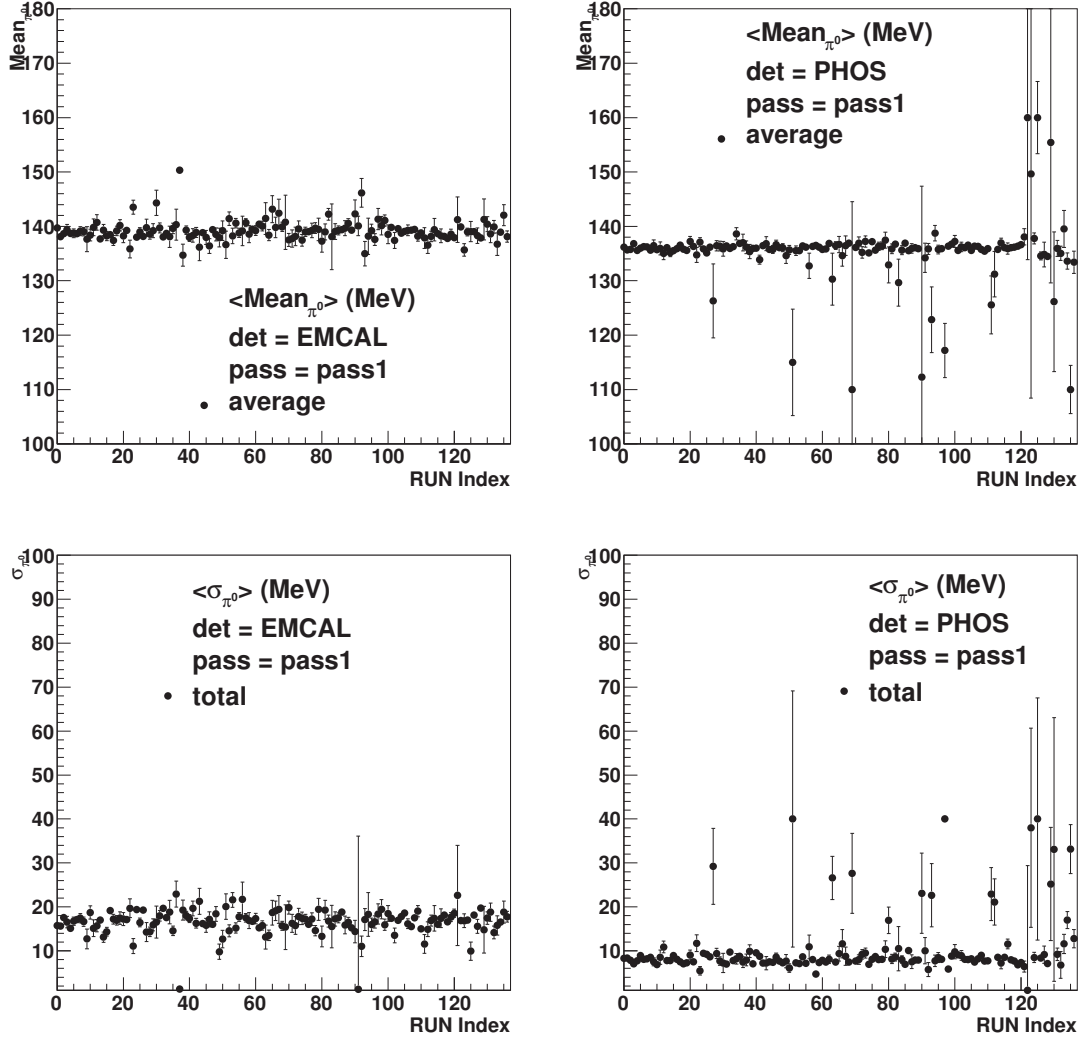 Mean_π⁰
180
170
160
150
140
130
120
110
100
0 20 40 60 80 100 120
RUN Index
<Mean_π⁰> (MeV)
det = EMCAL
pass = pass1
average
Mean_π⁰
180
170
160
150
140
130
120
110
100
0 20 40 60 80 100 120
RUN Index
<Mean_π⁰> (MeV)
det = PHOS
pass = pass1
average
σ_π⁰
100
90
80
70
60
50
40
30
20
10
0 20 40 60 80 100 120
RUN Index
<σ_π⁰> (MeV)
det = EMCAL
pass = pass1
total
σ_π⁰
100
90
80
70
60
50
40
30
20
10
0 20 40 60 80 100 120
RUN Index
<σ_π⁰> (MeV)
det = PHOS
pass = pass1
total